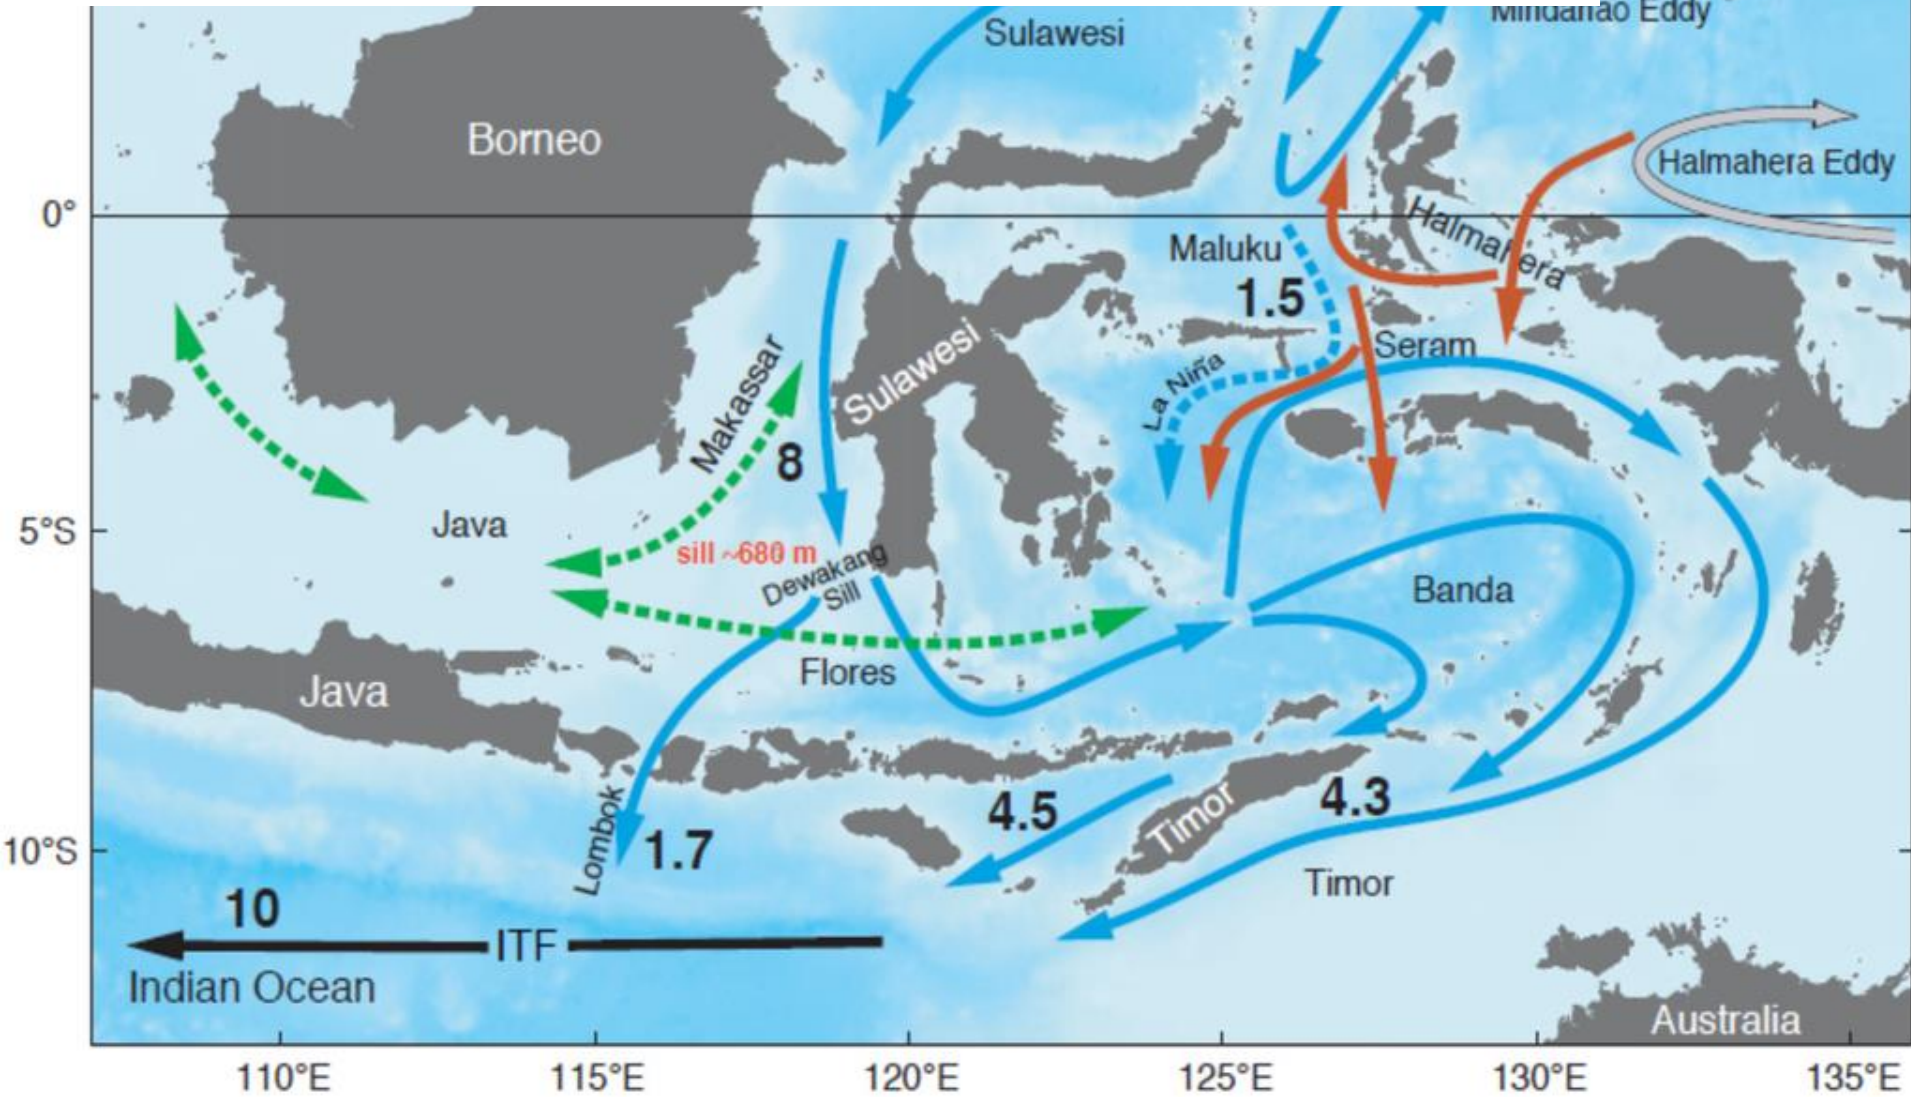 Sulawesi
Mindanao Eddy
Borneo
Halmahera Eddy
0°
Halmahera
Maluku
1.5
Seram
La Niña
Sulawesi
Makassar
8
5°S
Java
sill ~680 m
Dewakang
Sill
Banda
Flores
Java
4.5
4.3
Timor
Lombok
1.7
10°S
Timor
10
ITF
Indian Ocean
Australia
110°E
115°E
120°E
125°E
130°E
135°E